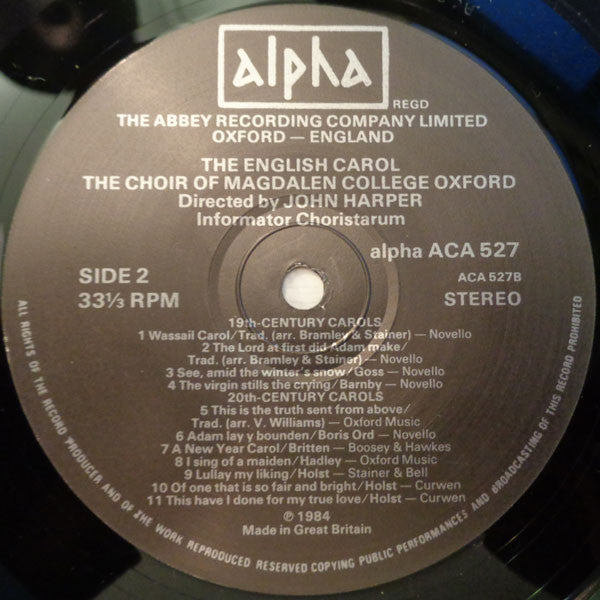 alpha
REGD
THE ABBEY RECORDING COMPANY LIMITED
OXFORD — ENGLAND
THE ENGLISH CAROL
THE CHOIR OF MAGDALEN COLLEGE OXFORD
Directed by JOHN HARPER
Informator Choristarum
alpha ACA 527
SIDE 2
ACA 527B
33⅓ RPM
STEREO
19th-CENTURY CAROLS
1 Wassail Carol/Trad. (arr. Bramley & Stainer) — Novello
2 The Lord at first did Adam make/
Trad. (arr. Bramley & Stainer) — Novello
3 See, amid the winter's snow/Goss — Novello
4 The virgin stills the crying/Barnby — Novello
20th-CENTURY CAROLS
5 This is the truth sent from above/
Trad. (arr. V. Williams) — Oxford Music
6 Adam lay y bounden/Boris Ord — Novello
7 A New Year Carol/Britten — Boosey & Hawkes
8 I sing of a maiden/Hadley — Oxford Music
9 Lullay my liking/Holst — Stainer & Bell
10 Of one that is so fair and bright/Holst — Curwen
11 This have I done for my true love/Holst — Curwen
℗ 1984
Made in Great Britain
ALL RIGHTS OF THE RECORD PRODUCER AND OF THE WORK REPRODUCED RESERVED COPYING PUBLIC PERFORMANCES AND BROADCASTING OF THIS RECORD PROHIBITED